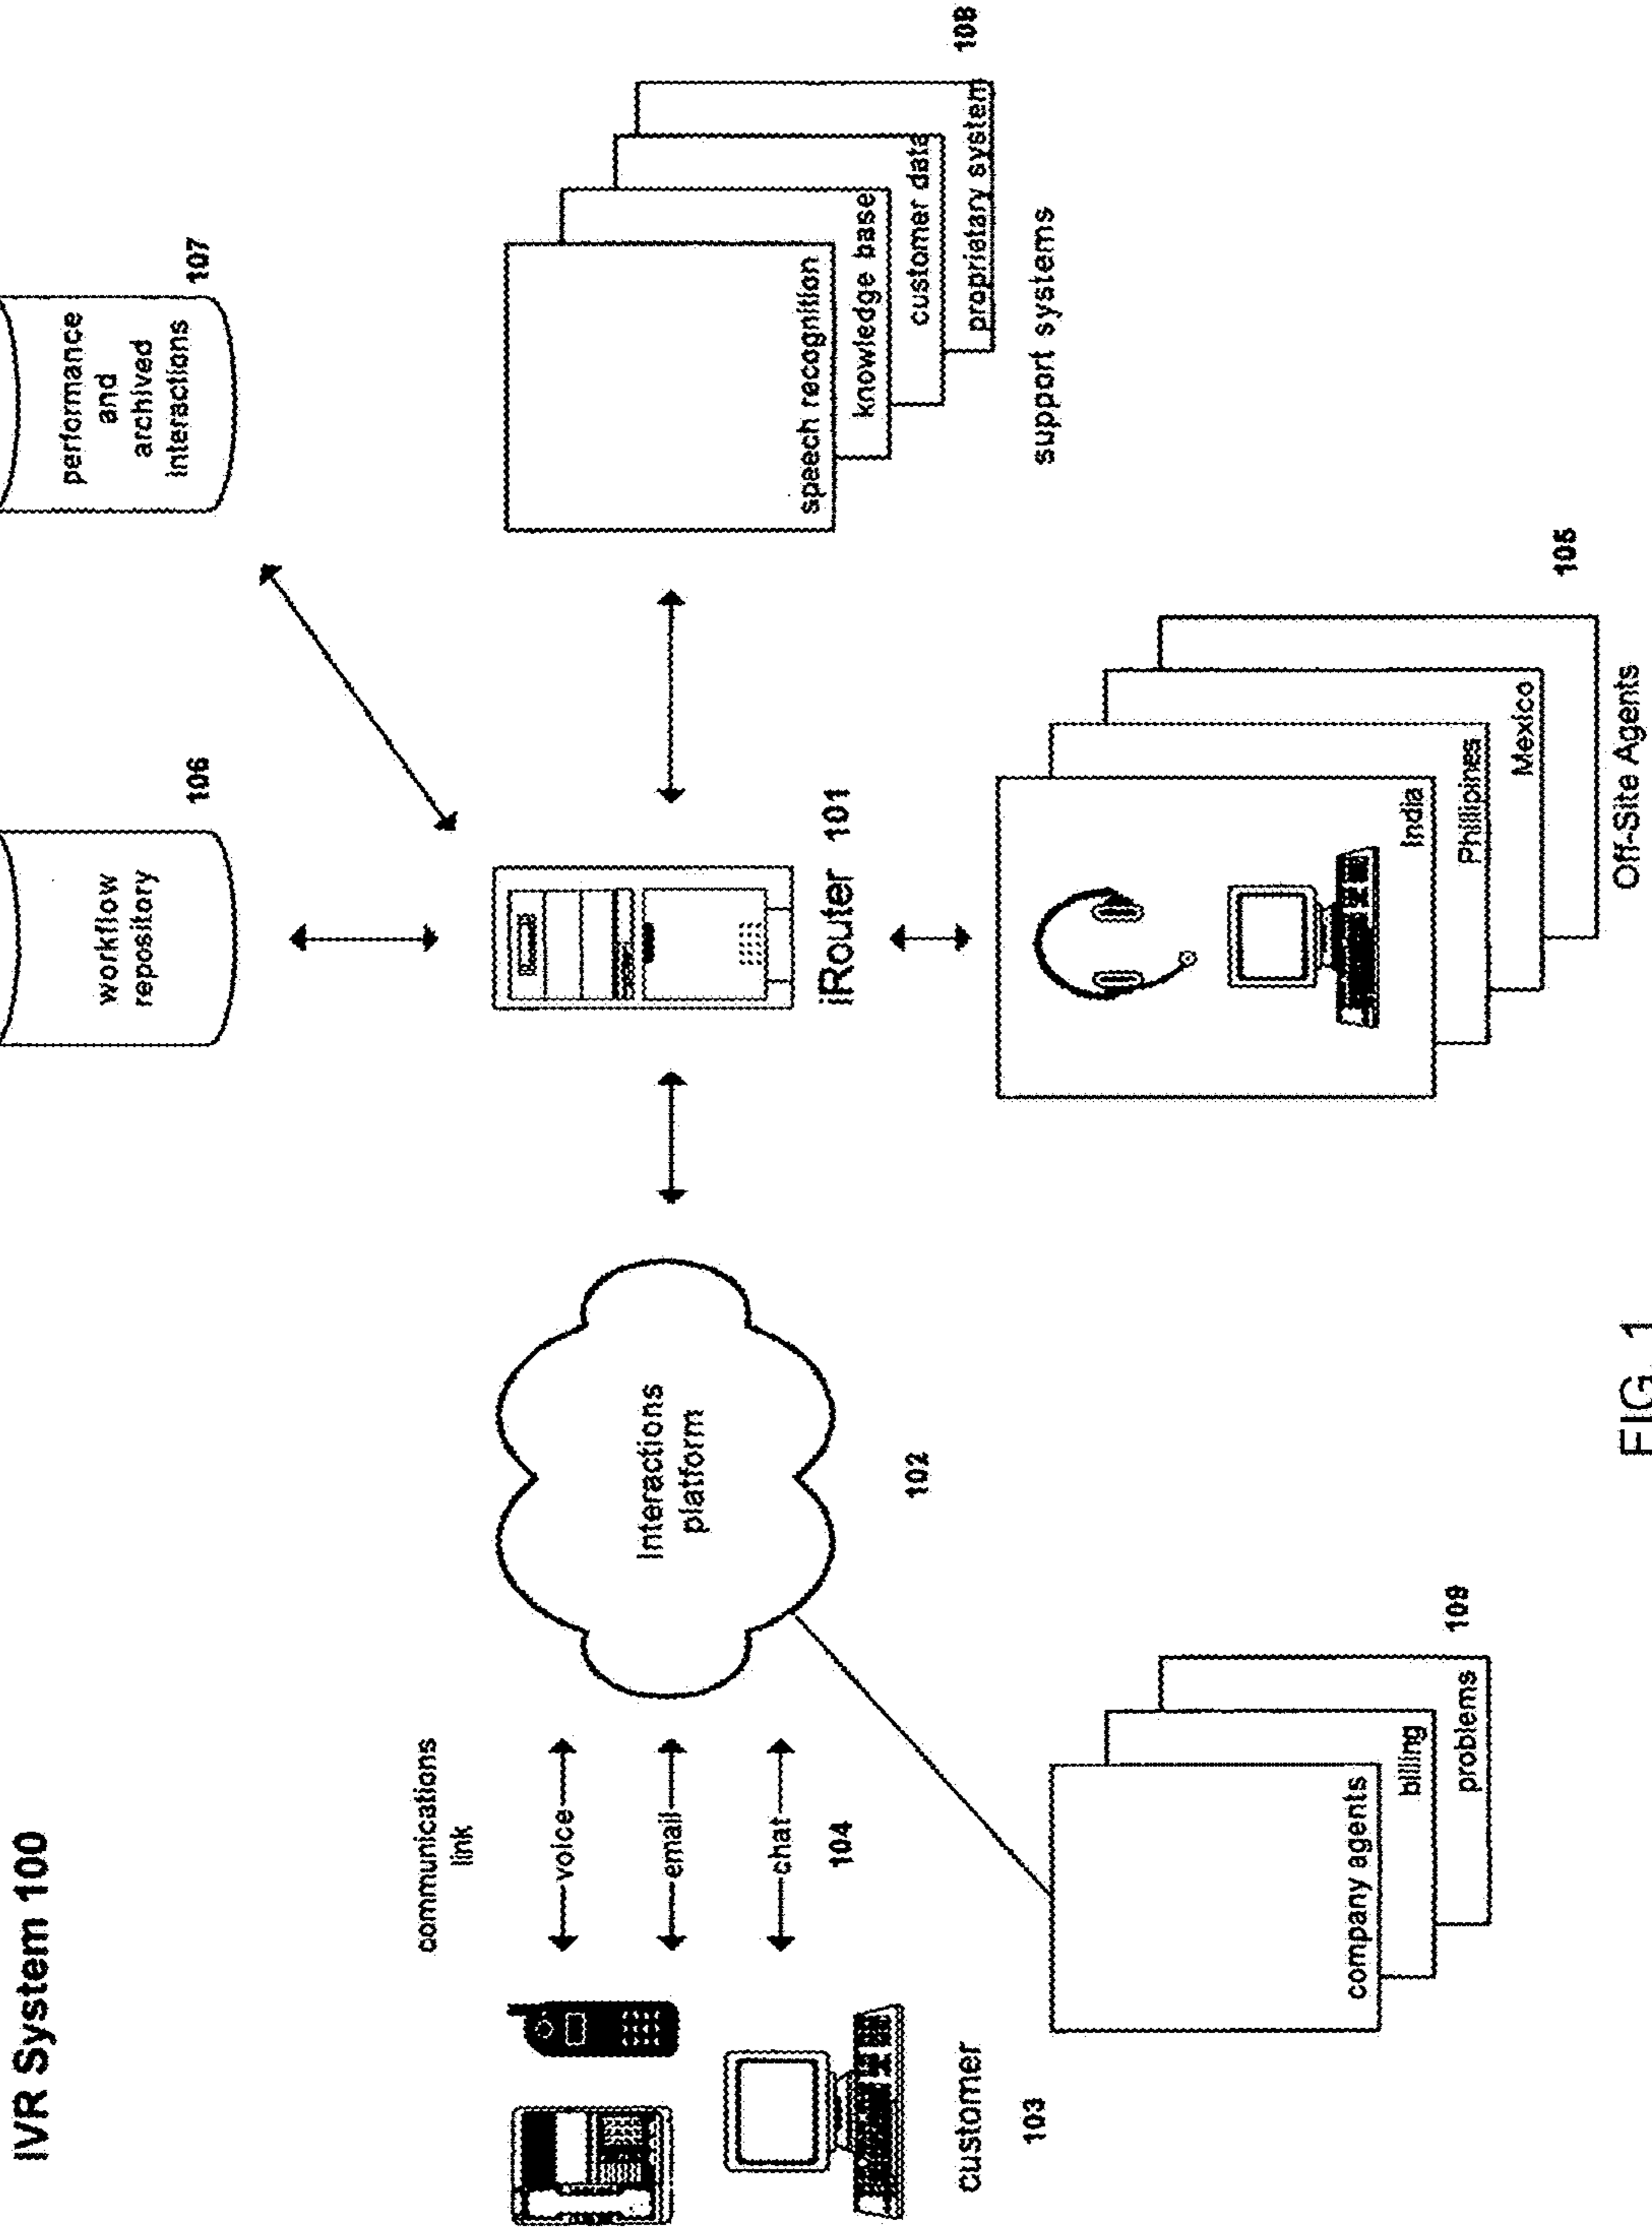 IVR System 100
workflow
repository
106
performance
and
archived
interactions
107
communications
link
voice
email
chat
104
customer
103
Interactions
platform
102
iRouter 101
speech recognition
knowledge base
customer data
proprietary system
108
support systems
company agents
billing
problems
109
India
Phillipines
Mexico
105
Off-Site Agents
FIG. 1